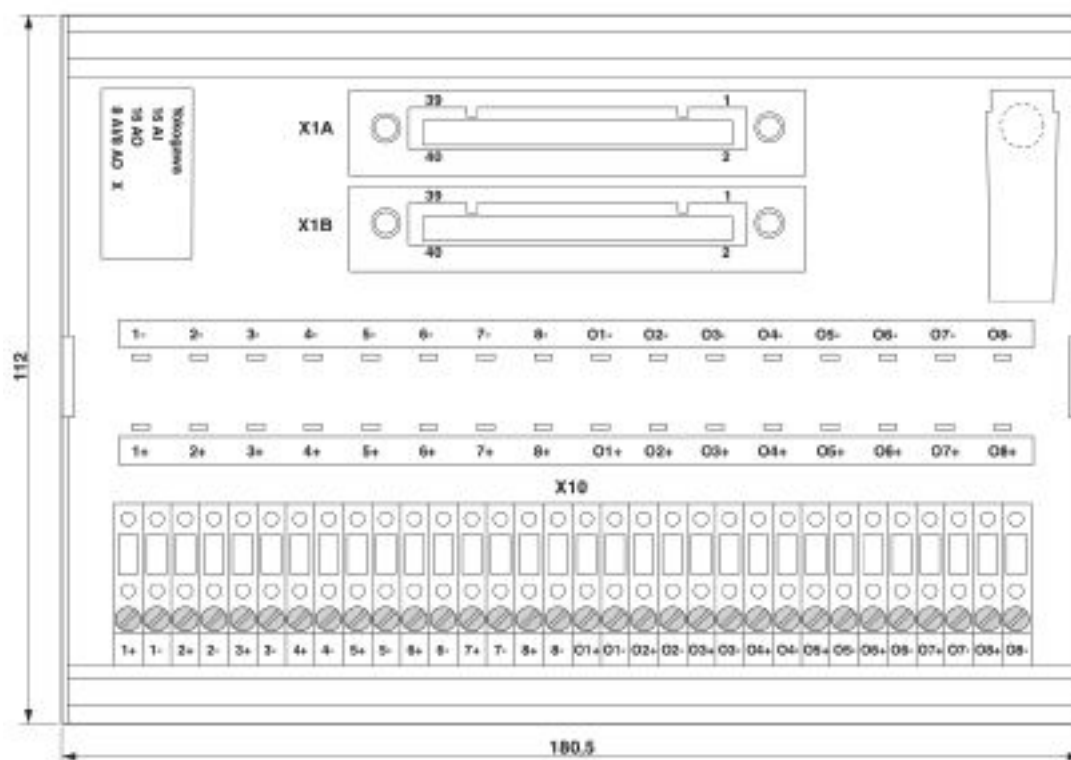 Yokogawa
16 AI
16 AO
8 AI/8 AO X
X1A
39 1
40 2
X1B
39 1
40 2
1- 2- 3- 4- 5- 6- 7- 8- O1- O2- O3- O4- O5- O6- O7- O8-
112
1+ 2+ 3+ 4+ 5+ 6+ 7+ 8+ O1+ O2+ O3+ O4+ O5+ O6+ O7+ O8+
X10
1+ 1- 2+ 2- 3+ 3- 4+ 4- 5+ 5- 6+ 6- 7+ 7- 8+ 8- O1+ O1- O2+ O2- O3+ O3- O4+ O4- O5+ O5- O6+ O6- O7+ O7- O8+ O8-
180,5